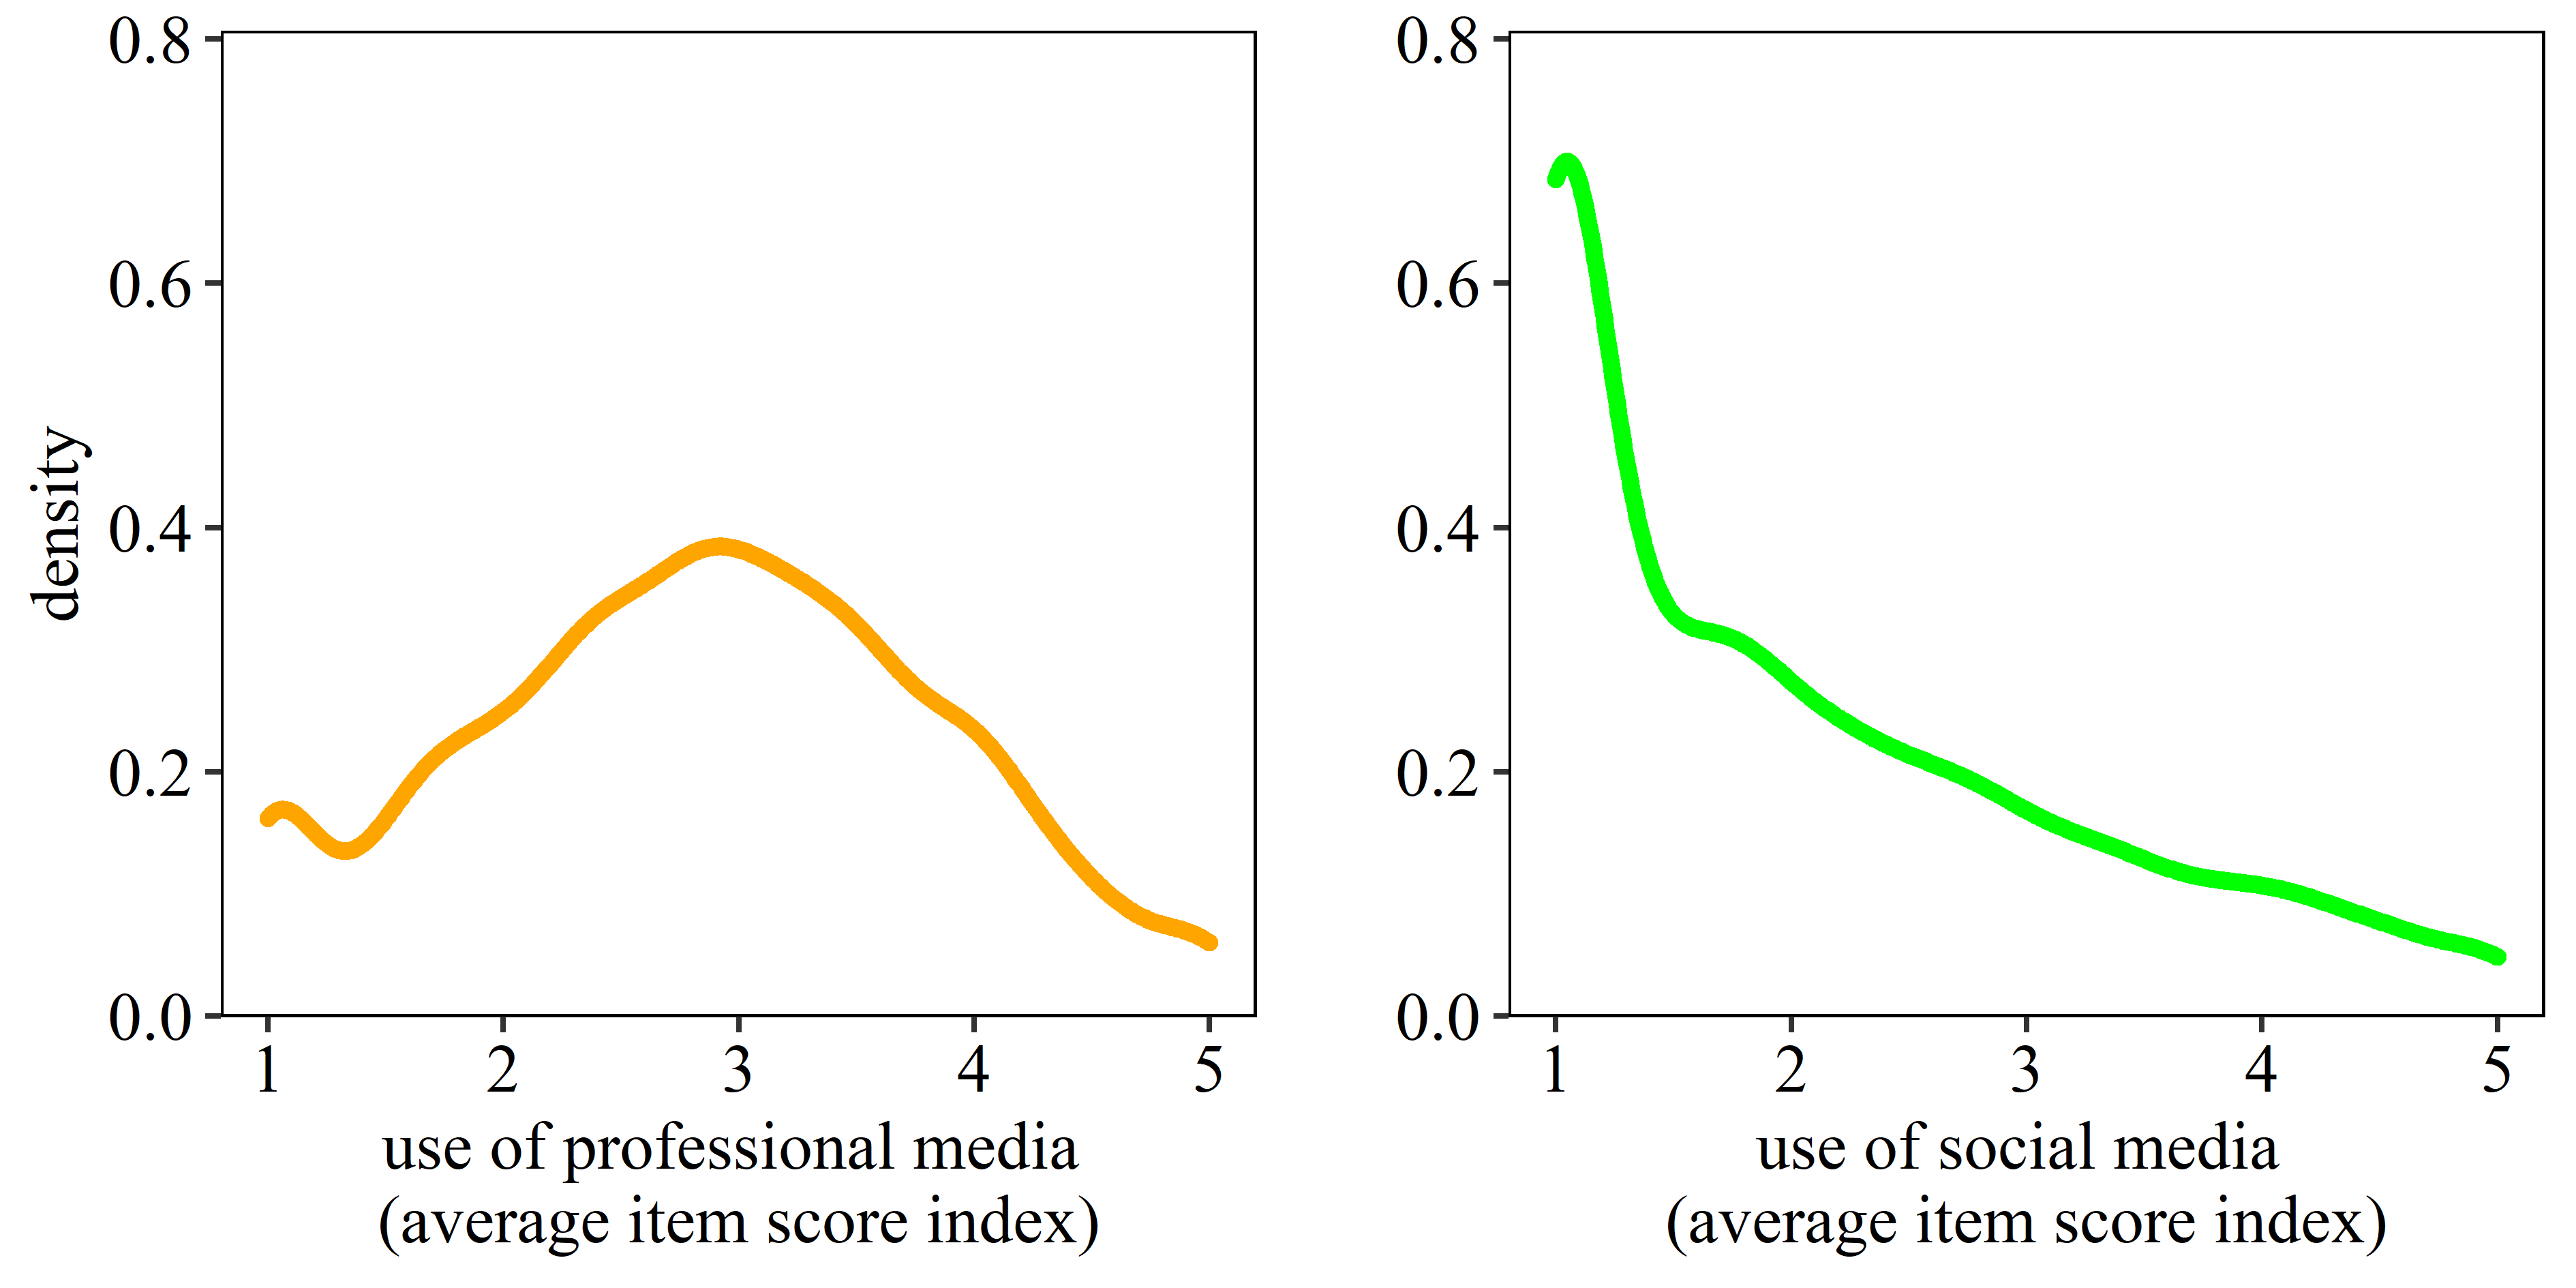 density
0.8
0.6
0.4
0.2
0.0
1 2 3 4 5
use of professional media
(average item score index)
0.8
0.6
0.4
0.2
0.0
1 2 3 4 5
use of social media
(average item score index)